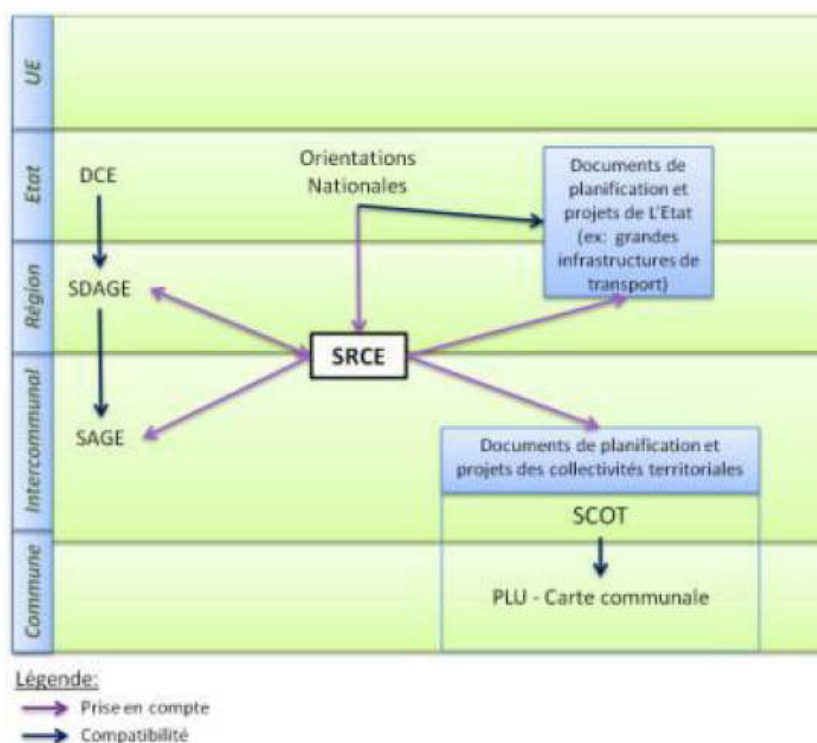 UE
Etat
DCE
Orientations
Nationales
Documents de
planification et
projets de L'Etat
(ex: grandes
infrastructures de
transport)
Région
SDAGE
SRCE
Intercommunal
SAGE
Documents de planification et
projets des collectivités territoriales
SCOT
Commune
PLU - Carte communale
Légende:
Prise en compte
Compatibilité